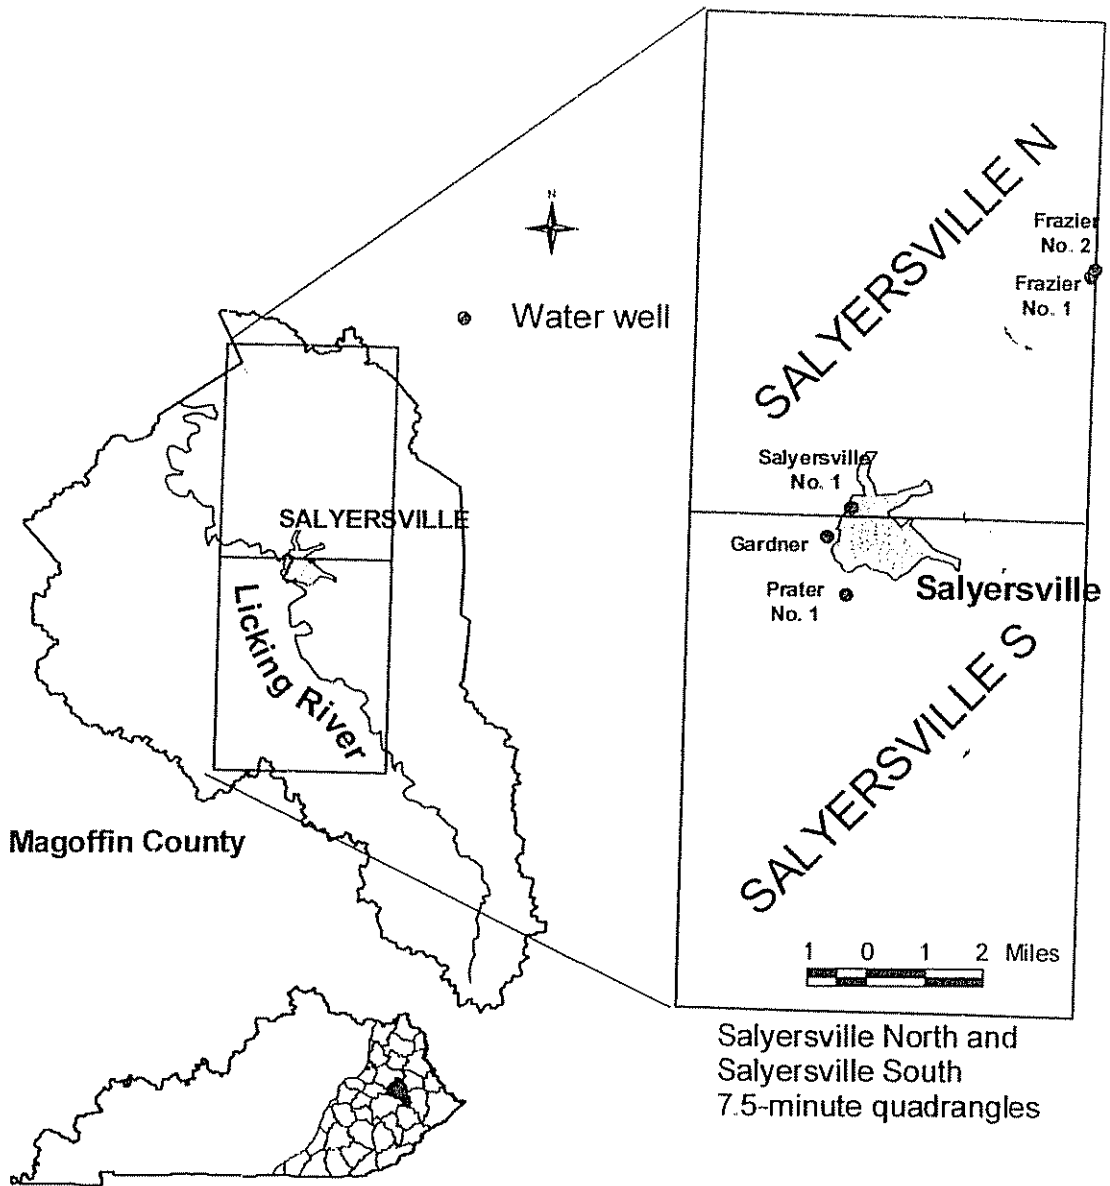 N
Water well
SALYERSVILLE
Licking River
Magoffin County
SALYERSVILLE N
Frazier
No. 2
Frazier
No. 1
Salyersville
No. 1
Gardner
Prater
No. 1
Salyersville
SALYERSVILLE S
1 0 1 2 Miles
Salyersville North and
Salyersville South
7.5-minute quadrangles